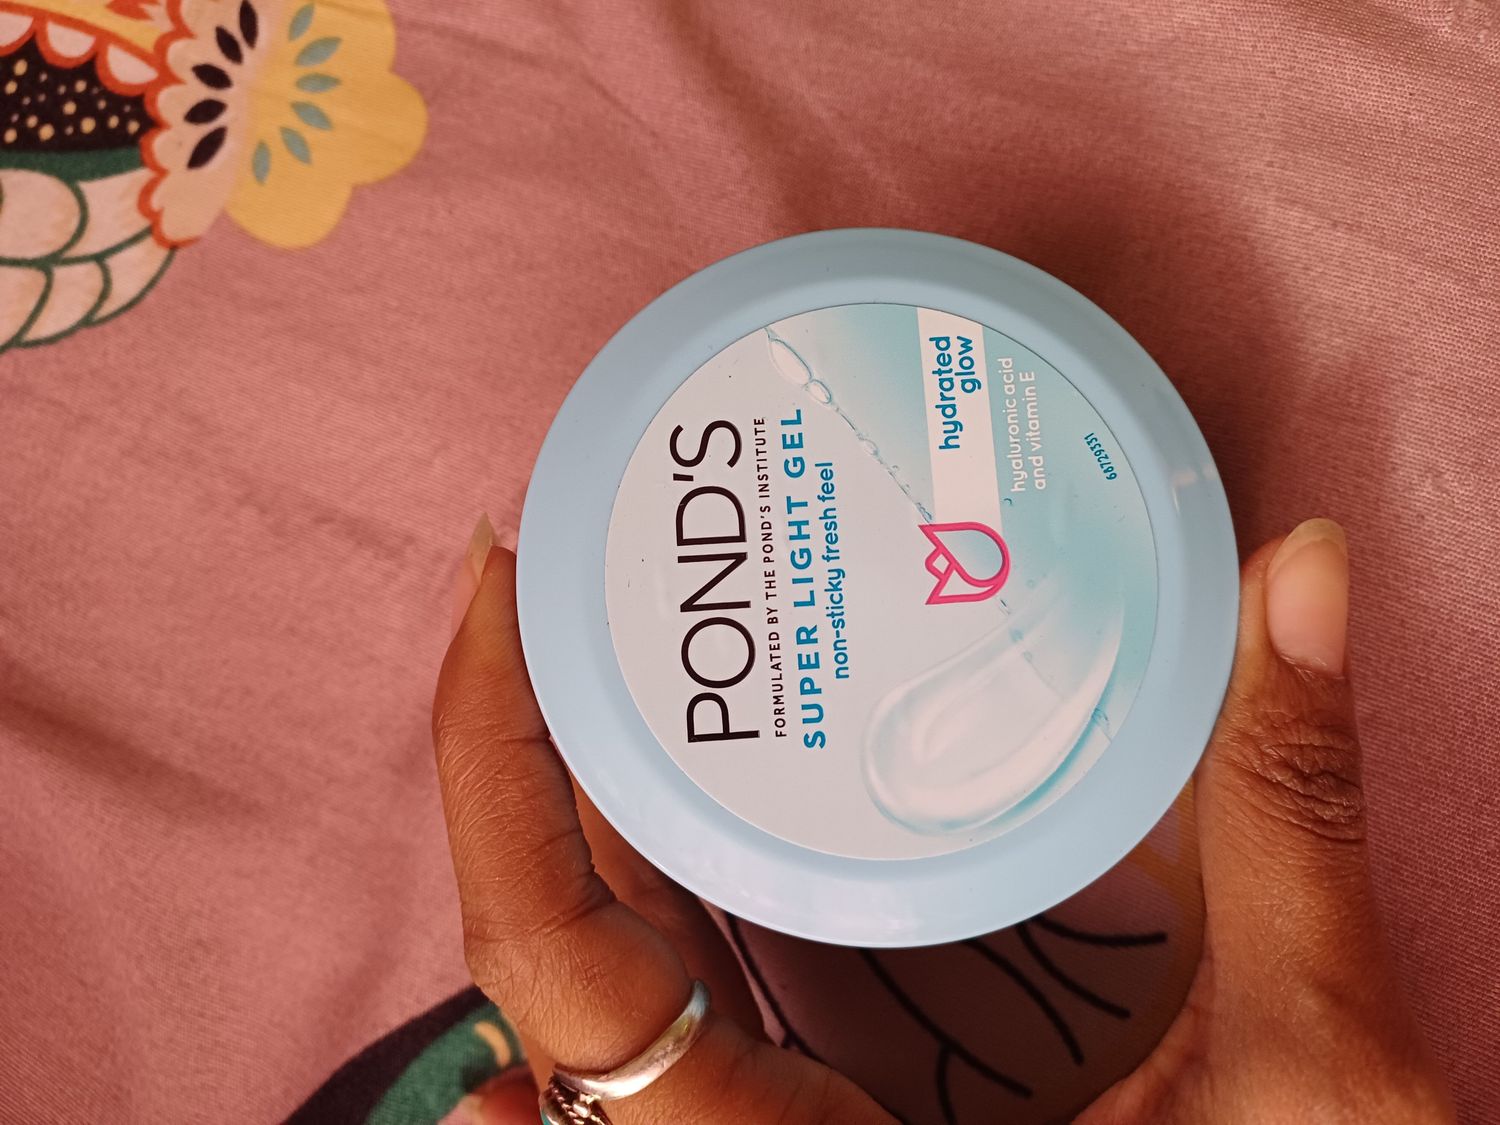 POND'S
FORMULATED BY THE POND'S INSTITUTE
SUPER LIGHT GEL
non-sticky fresh feel
hydrated
glow
hyaluronic acid
and vitamin E
68729331